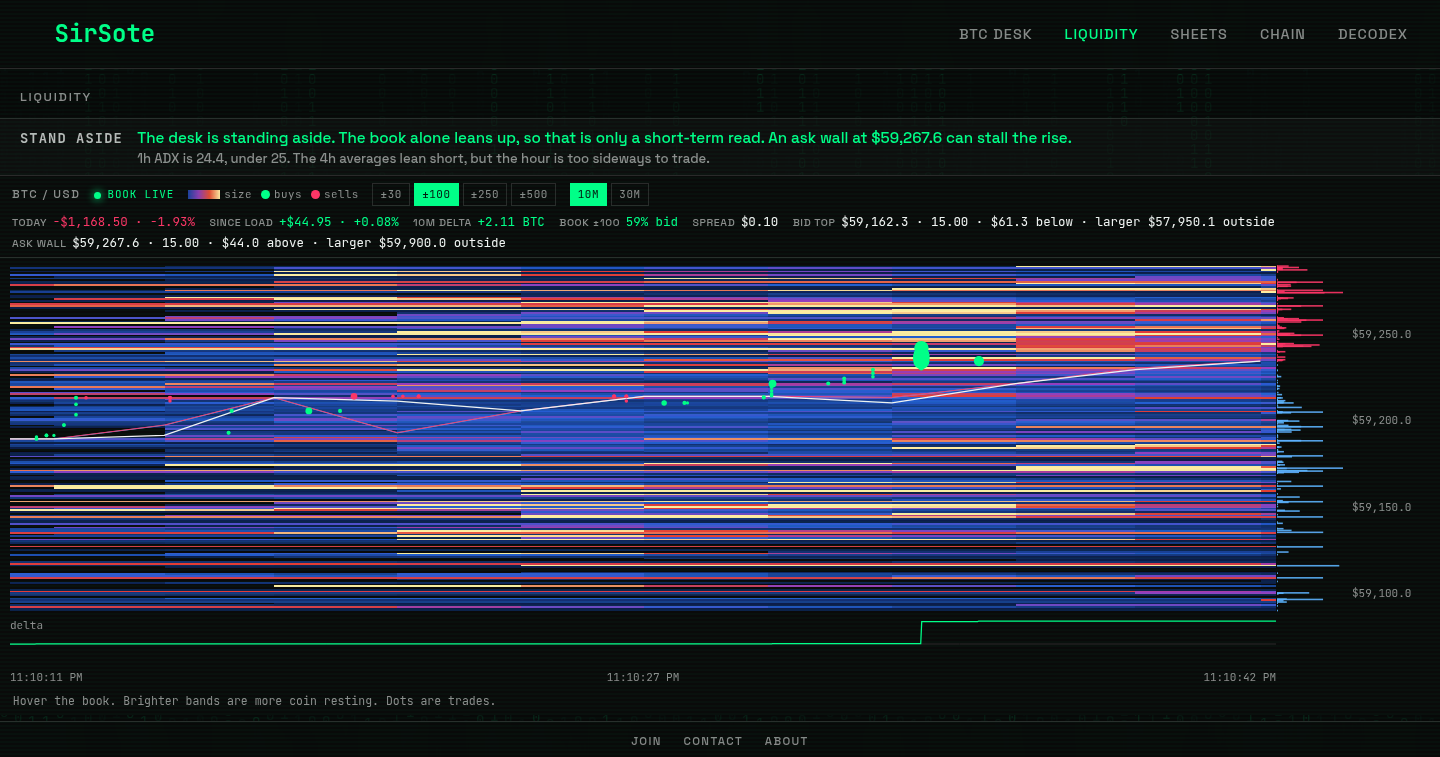 SirSote
BTC DESK LIQUIDITY SHEETS CHAIN DECODEX
LIQUIDITY
STAND ASIDE The desk is standing aside. The book alone leans up, so that is only a short-term read. An ask wall at $59,267.6 can stall the rise.
1h ADX is 24.4, under 25. The 4h averages lean short, but the hour is too sideways to trade.
BTC / USD BOOK LIVE size buys sells ±30 ±100 ±250 ±500 10M 30M
TODAY -$1,168.50 · -1.93% SINCE LOAD +$44.95 · +0.08% 10M DELTA +2.11 BTC BOOK ±100 59% bid SPREAD $0.10 BID TOP $59,162.3 · 15.00 · $61.3 below · larger $57,950.1 outside
ASK WALL $59,267.6 · 15.00 · $44.0 above · larger $59,900.0 outside
$59,250.0
$59,200.0
$59,150.0
$59,100.0
delta
11:10:11 PM 11:10:27 PM 11:10:42 PM
Hover the book. Brighter bands are more coin resting. Dots are trades.
JOIN CONTACT ABOUT